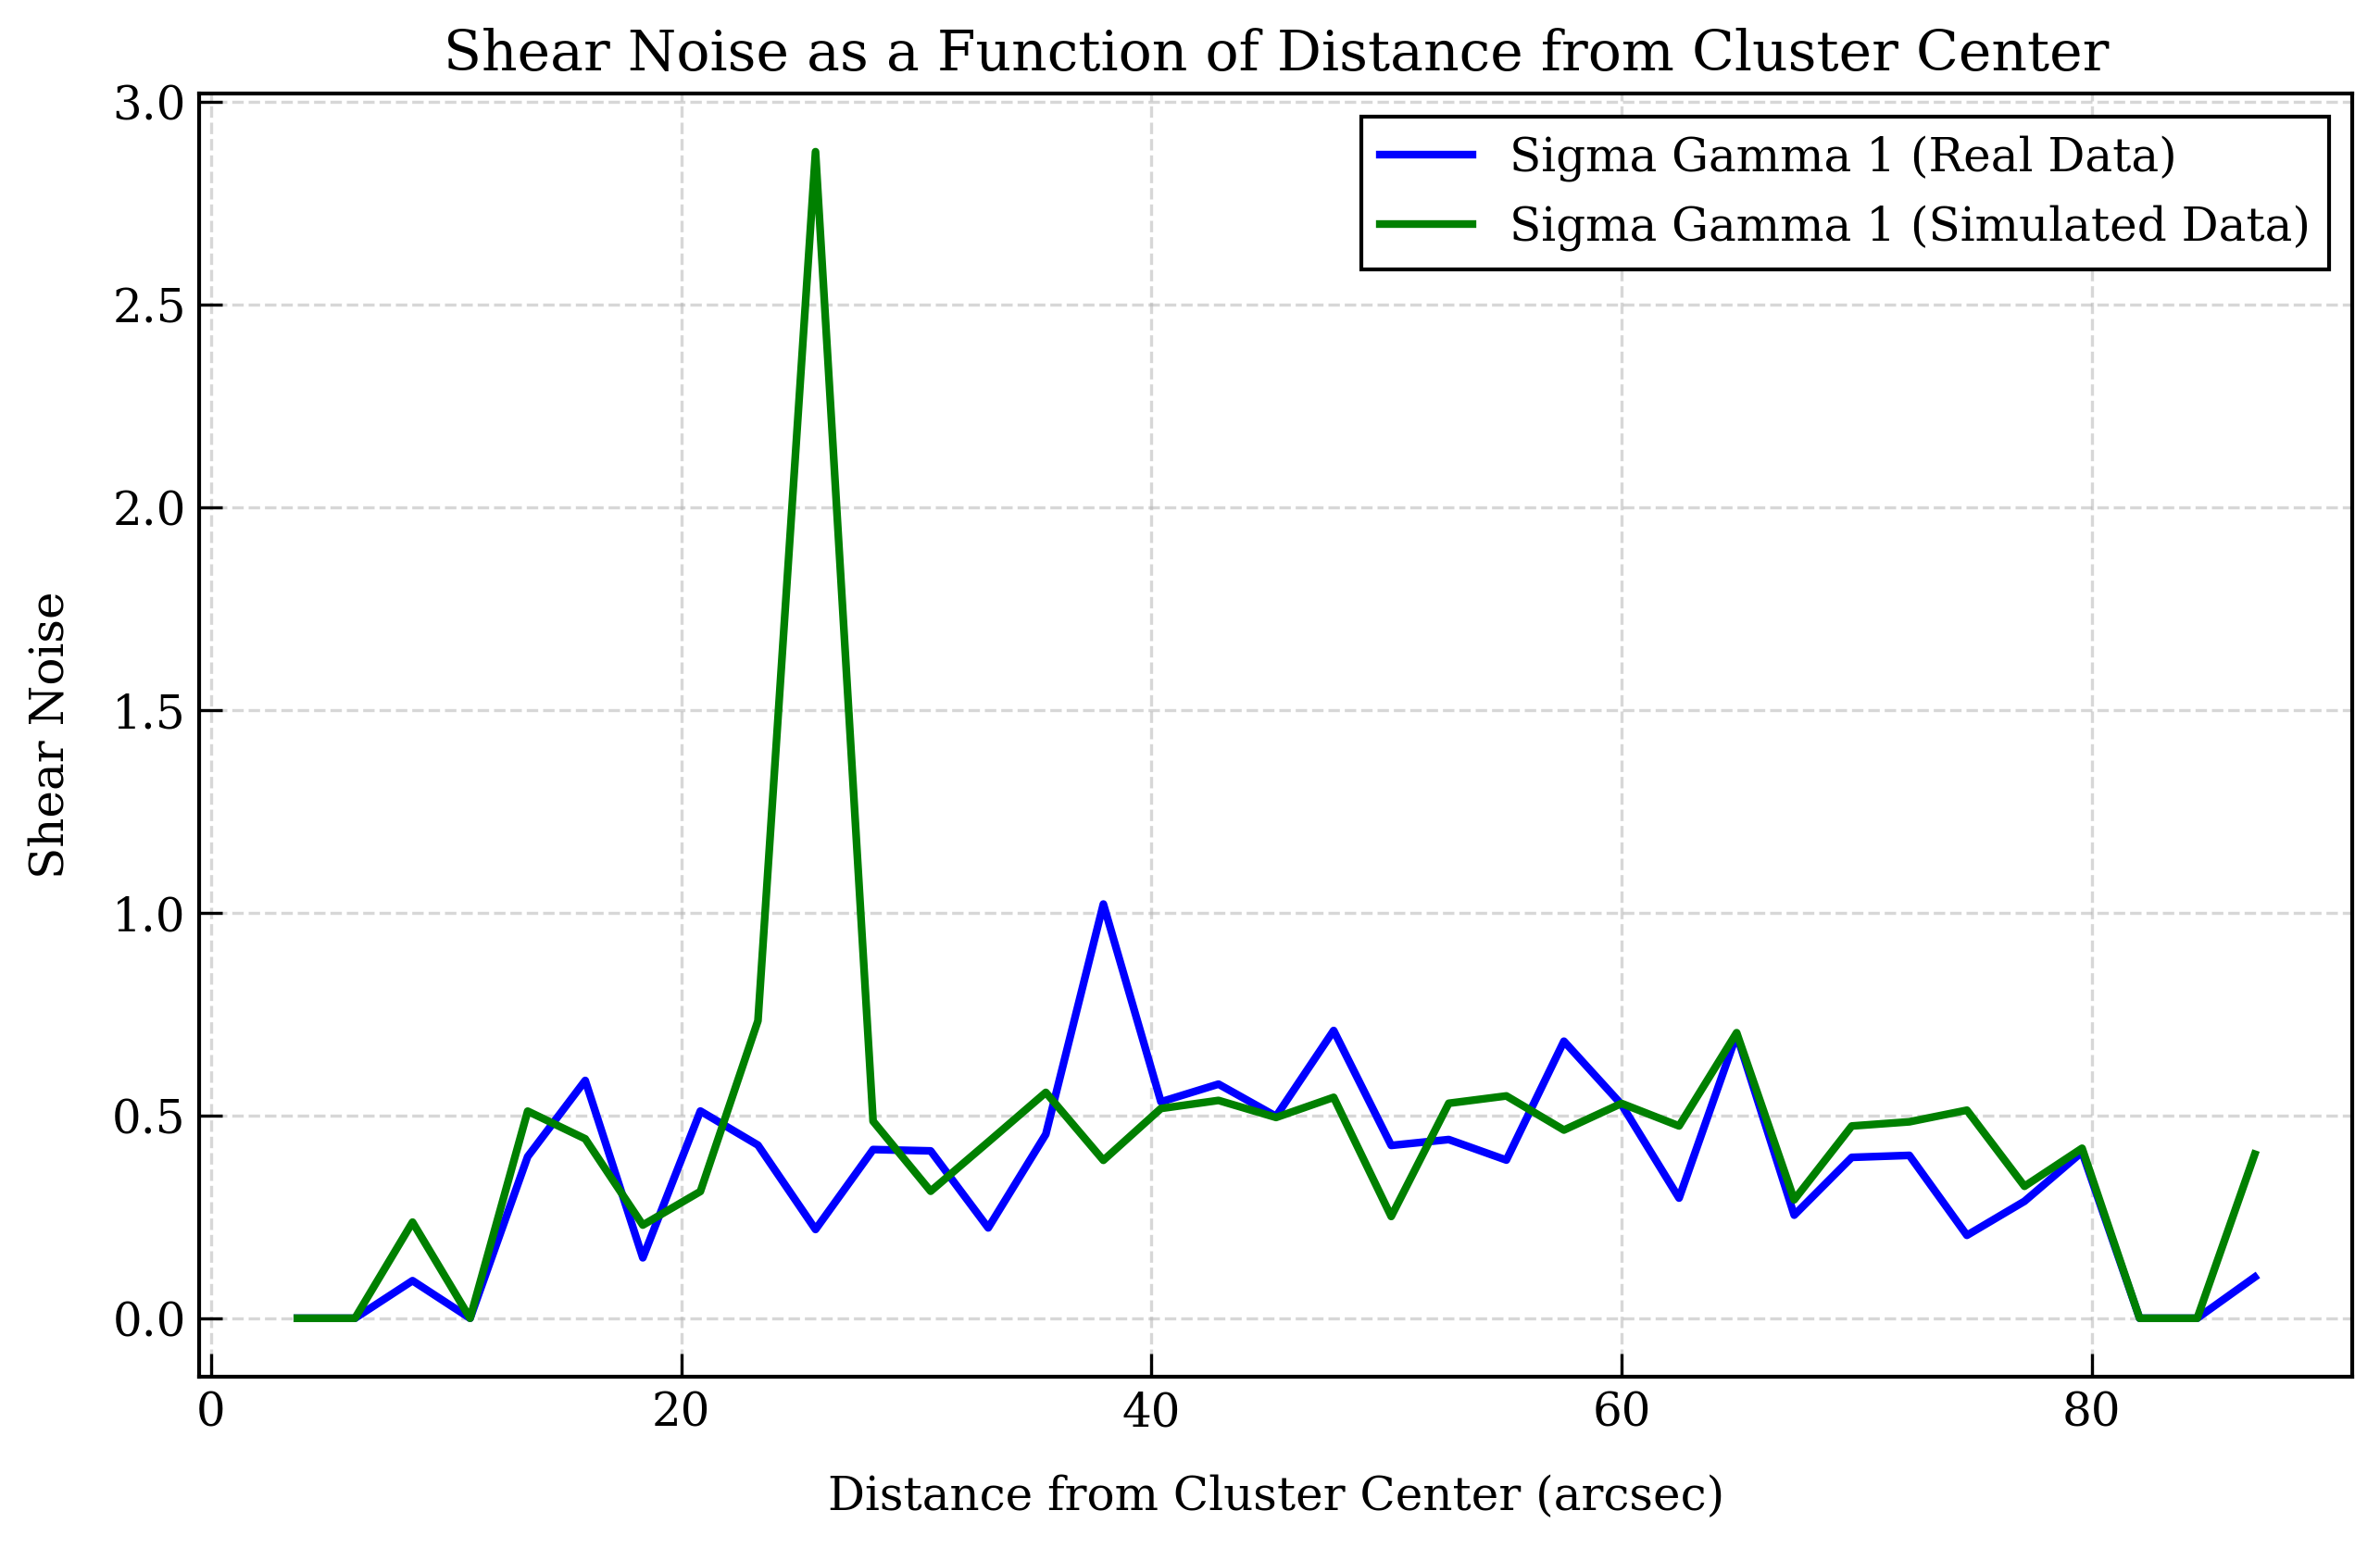 Shear Noise as a Function of Distance from Cluster Center
Sigma Gamma 1 (Real Data)
Sigma Gamma 1 (Simulated Data)
Shear Noise
3.0
2.5
2.0
1.5
1.0
0.5
0.0
0 20 40 60 80
Distance from Cluster Center (arcsec)